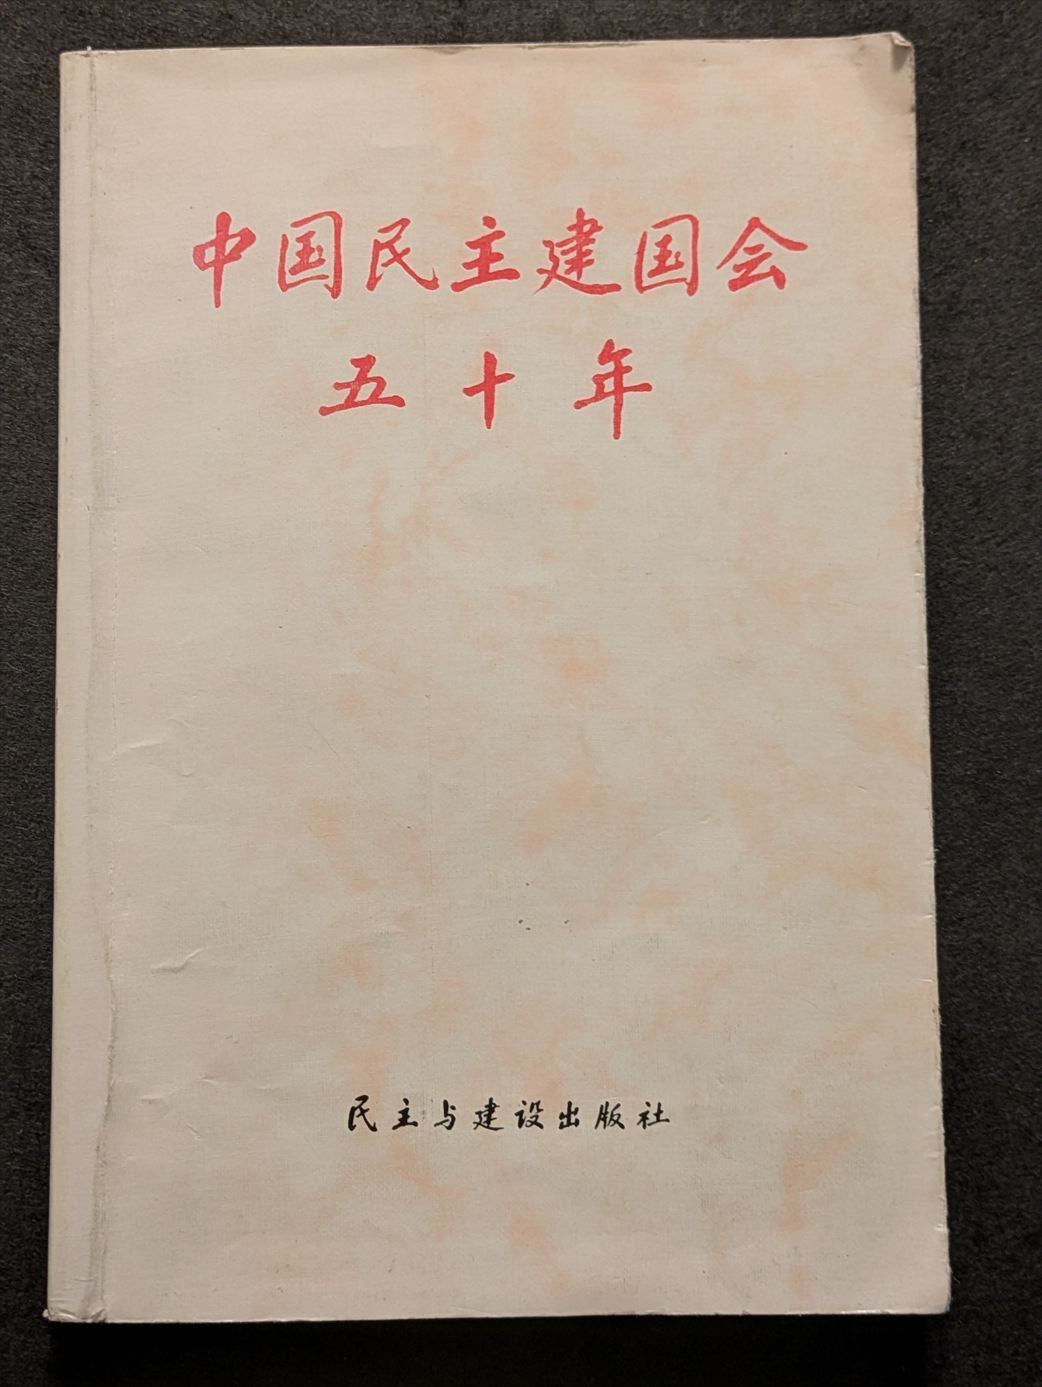 中国民主建国会
五十年
民主与建设出版社